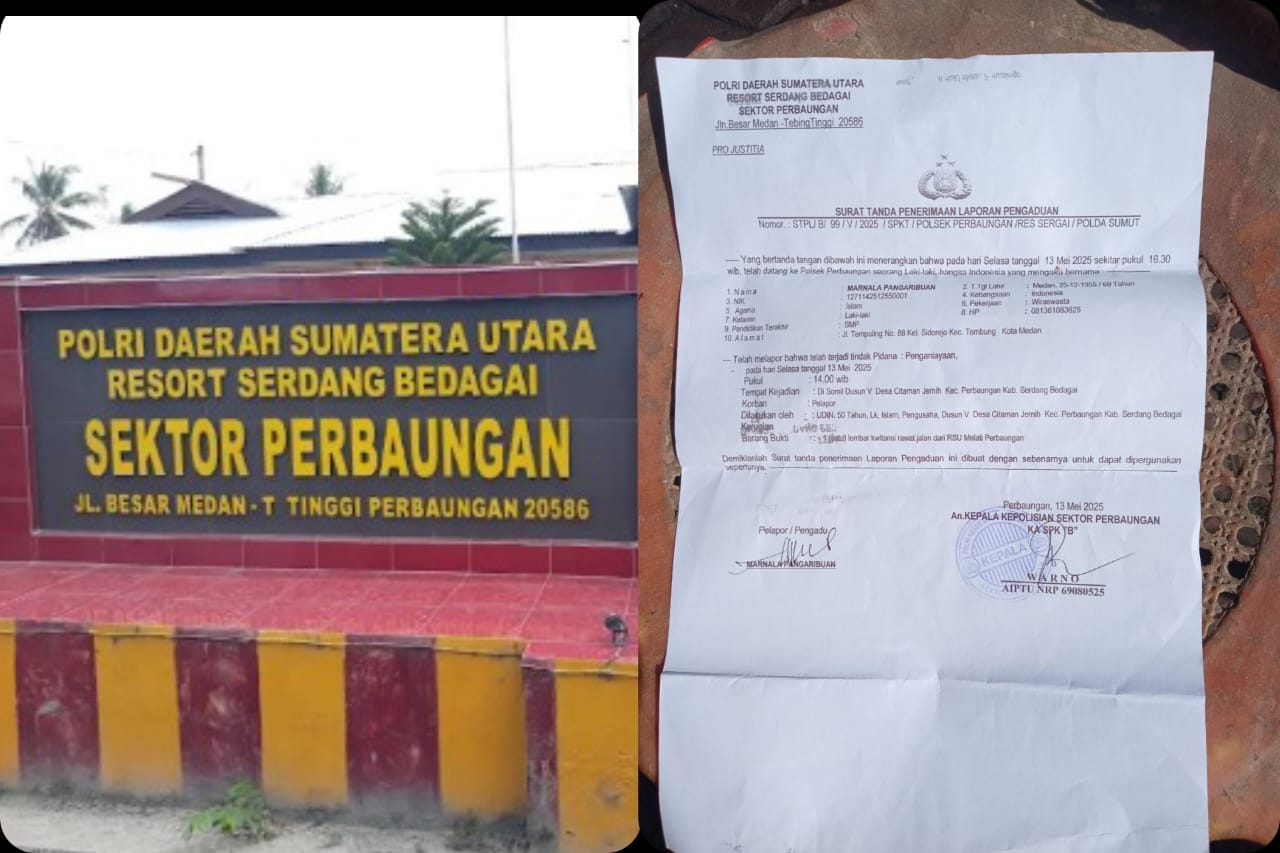 POLRI DAERAH SUMATERA UTARA
RESORT SERDANG BEDAGAI
SEKTOR PERBAUNGAN
JL. BESAR MEDAN - T TINGGI PERBAUNGAN 20586
POLRI DAERAH SUMATERA UTARA
RESORT SERDANG BEDAGAI
SEKTOR PERBAUNGAN
Jln.Besar Medan -TebingTinggi 20586
PRO JUSTITIA
SURAT TANDA PENERIMAAN LAPORAN PENGADUAN
Nomor. : STPL/ B/ 99 / V / 2025 / SPKT / POLSEK PERBAUNGAN /RES SERGAI / POLDA SUMUT
---- Yang bertanda tangan dibawah ini menerangkan bahwa pada hari Selasa tanggal 13 Mei 2025 sekitar pukul 16.30
wib, telah datang ke Polsek Perbaungan seorang Laki-laki, bangsa Indonesia yang mengaku bernama
1. N a m a : MARNALA PANGARIBUAN 2. T.Tgl Lahir : Medan, 25-12-1955 / 69 Tahun
3. NIK : 1271142512550001 4. Kebangsaan : Indonesia
5. Agama : Islam 6. Pekerjaan : Wiraswasta
7. Kelamin : Laki-laki 8. HP : 081361083625
9 Pendidikan Terakhir : SMP
10. A l a m a t : Jl. Tempuling No. 88 Kel. Sidorejo Kec. Tembung Kota Medan
--- Telah melapor bahwa telah terjadi tindak Pidana : Penganiayaan,
- pada hari Selasa tanggal 13 Mei 2025
Pukul : 14.00 wib
Tempat Kejadian : Di Somil Dusun V Desa Citaman Jernih Kec. Perbaungan Kab. Serdang Bedagai
Korban : Pelapor
Dilakukan oleh : UDIN, 50 Tahun, Lk, Islam, Pengusaha, Dusun V Desa Citaman Jernih Kec. Perbaungan Kab. Serdang Bedagai
Kerugian
Barang Bukti : 1 (satu) lembar kwitansi rawat jalan dari RSU Melati Perbaungan
Demikianlah Surat tanda penerimaan Laporan Pengaduan ini dibuat dengan sebenarnya untuk dapat dipergunakan
seperlunya.
Perbaungan, 13 Mei 2025
An.KEPALA KEPOLISIAN SEKTOR PERBAUNGAN
KA SPK "B"
Pelapor / Pengadu
MARNALA PANGARIBUAN
KEPALA
W A R N O
AIPTU NRP 69080525